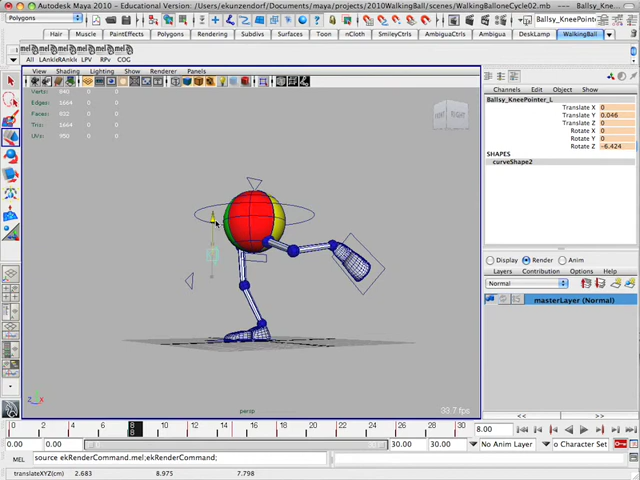 Autodesk Maya 2010 - Educational Version: /Users/ekunzendorf/Documents/maya/projects/2010WalkingBall/scenes/WalkingBalloneCycle02.mb --- Ballsy_Knee...
Polygons
Ballsy_KneePoint
Hair Muscle PaintEffects Polygons Rendering Subdivs Toon nCloth SmileyCtrls AmbiguaCtrls Ambigua DeskLamp WalkingBall
All LAnkle RAnk LPV RPv COG
View Shading Lighting Show Renderer Panels
Channels Edit Object Show
Verts: 840 0 0
Edges: 1664 0 0
Faces: 832 0 0
Tris: 1664 0 0
UVs: 950 0 0
Ballsy_KneePointer_L
Translate X 0
Translate Y 0.046
Translate Z 0
Rotate X 0
Rotate Y 0
Rotate Z -6.424
SHAPES
curveShape2
Display Render Anim
Layers Options Help
Normal
masterLayer (Normal)
persp
33.7 fps
<< >>
0 2 4 6 8 10 12 14 16 18 20 22 24 26 28 30
8
8.00
0.00 0.00 30.00 30.00 No Anim Layer o Character Set
MEL source ekRenderCommand.mel;ekRenderCommand;
translateXYZ(cm) 2.683 8.975 7.798